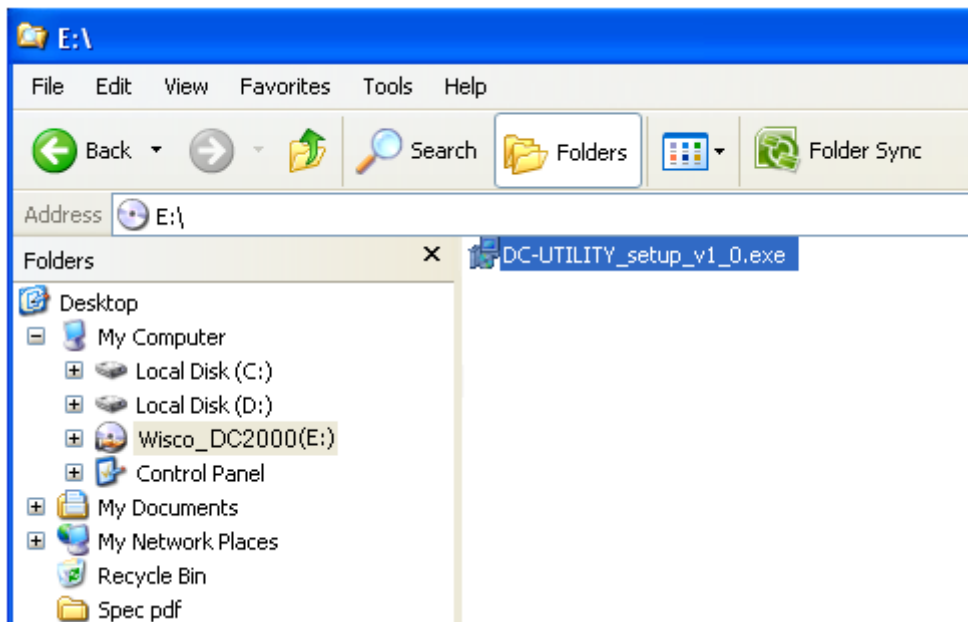 E:\
File Edit View Favorites Tools Help
Back Search Folders Folder Sync
Address E:\
Folders
DC-UTILITY_setup_v1_0.exe
Desktop
My Computer
Local Disk (C:)
Local Disk (D:)
Wisco_DC2000(E:)
Control Panel
My Documents
My Network Places
Recycle Bin
Spec pdf